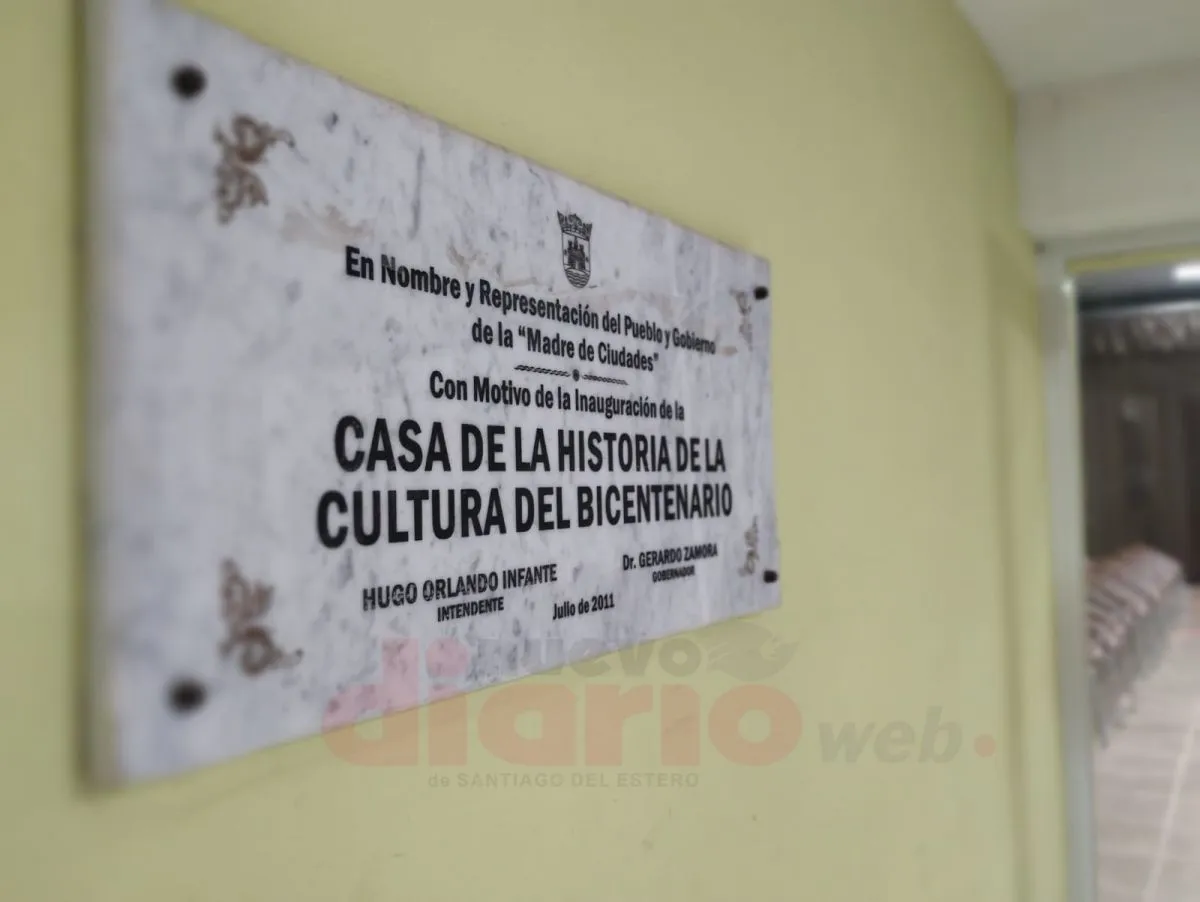 En Nombre y Representación del Pueblo y Gobierno
de la "Madre de Ciudades"
Con Motivo de la Inauguración de la
CASA DE LA HISTORIA DE LA
CULTURA DEL BICENTENARIO
HUGO ORLANDO INFANTE
INTENDENTE
Dr. GERARDO ZAMORA
GOBERNADOR
Julio de 2011
nuevo
diario web.
de SANTIAGO DEL ESTERO